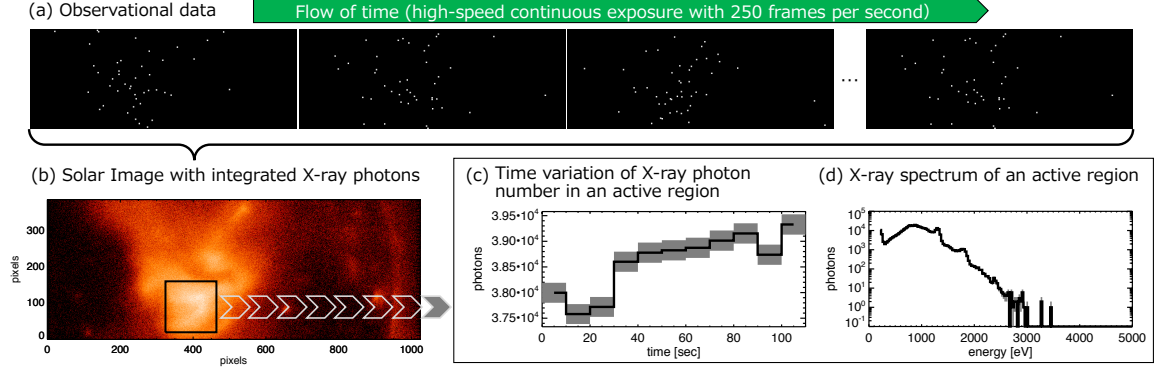 (a) Observational data
Flow of time (high-speed continuous exposure with 250 frames per second)
...
(b) Solar Image with integrated X-ray photons
300
200
100
0
pixels
0 200 400 600 800 1000
pixels
(c) Time variation of X-ray photon
number in an active region
3.95•10⁴
3.90•10⁴
3.85•10⁴
3.80•10⁴
3.75•10⁴
photons
0 20 40 60 80 100
time [sec]
(d) X-ray spectrum of an active region
10⁵
10⁴
10³
10²
10¹
10⁰
10⁻¹
photons
0 1000 2000 3000 4000 5000
energy [eV]